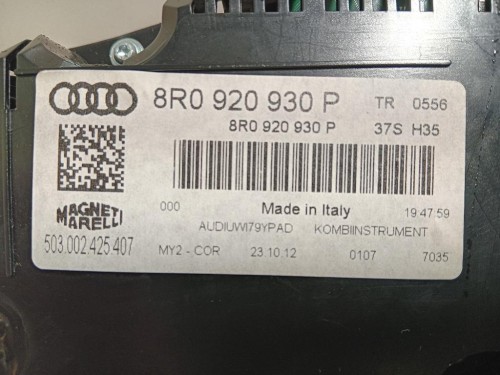 8R0 920 930 P TR 0556
8R0 920 930 P 37S H35
000 Made in Italy 19:47:59
MAGNETI
MARELLI
AUDIUWI79YPAD KOMBIINSTRUMENT
503.002.425.407
MY2 - COR 23.10.12 0107 7035